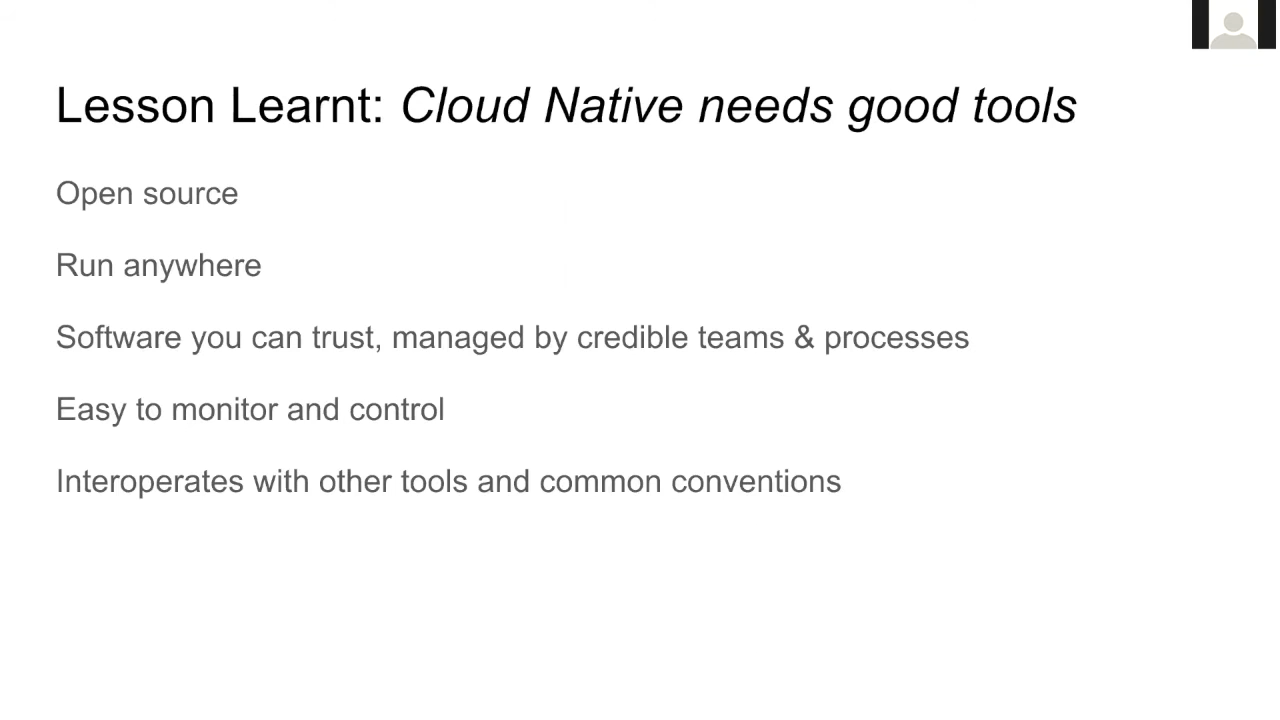 Lesson Learnt: Cloud Native needs good tools
Open source
Run anywhere
Software you can trust, managed by credible teams & processes
Easy to monitor and control
Interoperates with other tools and common conventions